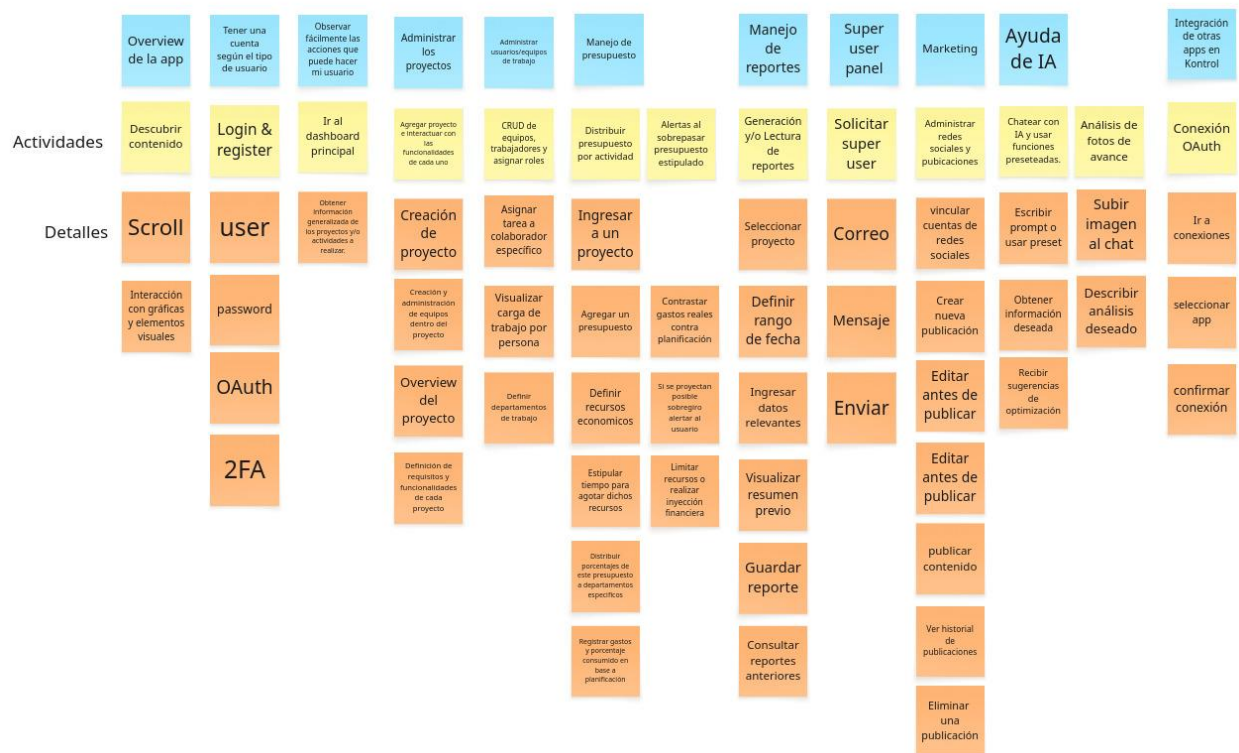 Overview
de la app
Tener una
cuenta
según el tipo
de usuario
Observar
fácilmente las
acciones que
puede hacer
mi usuario
Administrar
los
proyectos
Administrar
usuarios/equipos
de trabajo
Manejo de
presupuesto
Manejo
de
reportes
Super
user
panel
Marketing
Ayuda
de IA
Integración
de otras
apps en
Kontrol
Actividades
Descubrir
contenido
Login &
register
Ir al
dashboard
principal
Agregar proyecto
e interactuar con
las
funcionalidades
de cada uno
CRUD de
equipos,
trabajadores y
asignar roles
Distribuir
presupuesto
por actividad
Alertas al
sobrepasar
presupuesto
estipulado
Generación
y/o Lectura
de
reportes
Solicitar
super
user
Administrar
redes
sociales y
pubicaciones
Chatear con
IA y usar
funciones
preseteadas.
Análisis de
fotos de
avance
Conexión
OAuth
Detalles
Scroll
user
Obtener
información
generalizada de
los proyectos y/o
actividades a
realizar.
Creación
de
proyecto
Asignar
tarea a
colaborador
específico
Ingresar
a un
proyecto
Seleccionar
proyecto
Correo
vincular
cuentas de
redes
sociales
Escribir
prompt o
usar preset
Subir
imagen
al chat
Ir a
conexiones
Interacción
con gráficas
y elementos
visuales
password
Creación y
administración
de equipos
dentro del
proyecto
Visualizar
carga de
trabajo por
persona
Agregar un
presupuesto
Contrastar
gastos reales
contra
planificación
Definir
rango
de fecha
Mensaje
Crear
nueva
publicación
Obtener
información
deseada
Describir
análisis
deseado
seleccionar
app
OAuth
Overview
del
proyecto
Definir
departamentos
de trabajo
Definir
recursos
economicos
Si se proyectan
posible
sobregiro
alertar al
usuario
Ingresar
datos
relevantes
Enviar
Editar
antes de
publicar
Recibir
sugerencias
de
optimización
confirmar
conexión
2FA
Definición de
requisitos y
funcionalidades
de cada
proyecto
Estipular
tiempo para
agotar dichos
recursos
Limitar
recursos o
realizar
inyección
financiera
Visualizar
resumen
previo
Editar
antes de
publicar
Distribuir
porcentajes de
este presupuesto
a departamentos
específicos
Guardar
reporte
publicar
contenido
Registrar gastos
y porcentaje
consumido en
base a
planificación
Consultar
reportes
anteriores
Ver historial
de
publicaciones
Eliminar
una
publicación